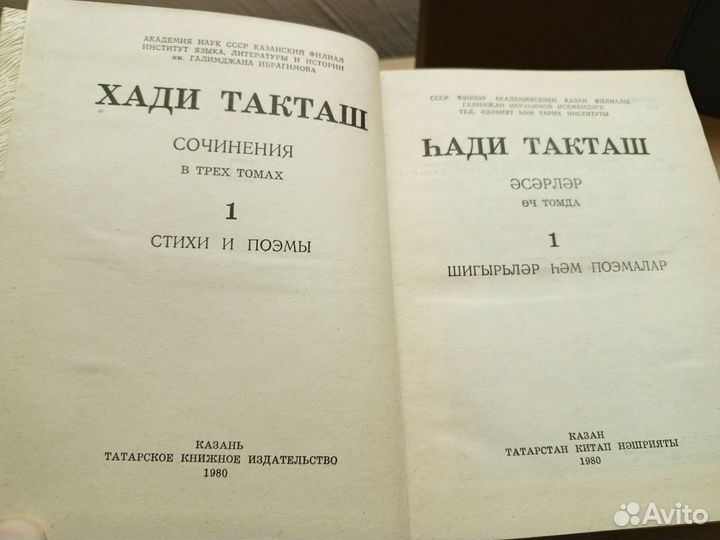 АКАДЕМИЯ НАУК СССР КАЗАНСКИЙ ФИЛИАЛ
ИНСТИТУТ ЯЗЫКА, ЛИТЕРАТУРЫ И ИСТОРИИ
им. ГАЛИМДЖАНА ИБРАГИМОВА
ХАДИ ТАКТАШ
СОЧИНЕНИЯ
В ТРЕХ ТОМАХ
1
СТИХИ И ПОЭМЫ
КАЗАНЬ
ТАТАРСКОЕ КНИЖНОЕ ИЗДАТЕЛЬСТВО
1980
СССР ФӘННӘР АКАДЕМИЯСЕНЕҢ КАЗАН ФИЛИАЛЫ
ГАЛИМҖАН ИБРАҺИМОВ ИСЕМЕНДӘГЕ
ТЕЛ, ӘДӘБИЯТ ҺӘМ ТАРИХ ИНСТИТУТЫ
ҺАДИ ТАКТАШ
ӘСӘРЛӘР
ӨЧ ТОМДА
1
ШИГЫРЬЛӘР ҺӘМ ПОЭМАЛАР
КАЗАН
ТАТАРСТАН КИТАП НӘШРИЯТЫ
1980
Avito